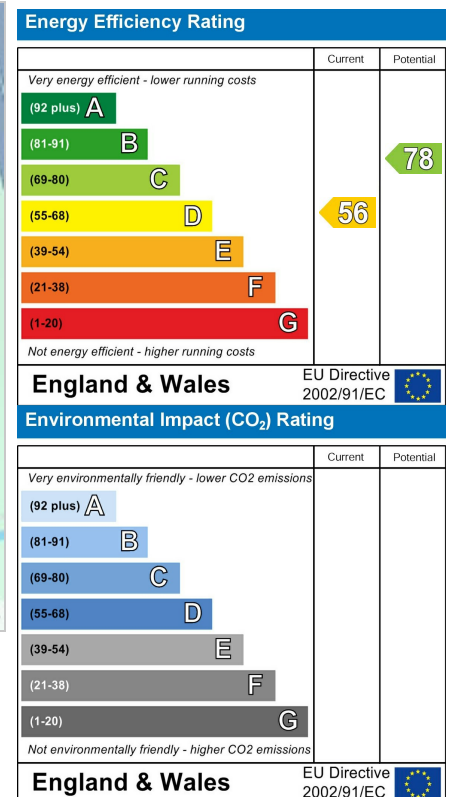 Energy Efficiency Rating
Current Potential
Very energy efficient - lower running costs
(92 plus) A
(81-91) B
(69-80) C
(55-68) D
(39-54) E
(21-38) F
(1-20) G
56
78
Not energy efficient - higher running costs
England & Wales
EU Directive
2002/91/EC
Environmental Impact (CO₂) Rating
Current Potential
Very environmentally friendly - lower CO2 emissions
(92 plus) A
(81-91) B
(69-80) C
(55-68) D
(39-54) E
(21-38) F
(1-20) G
Not environmentally friendly - higher CO2 emissions
England & Wales
EU Directive
2002/91/EC